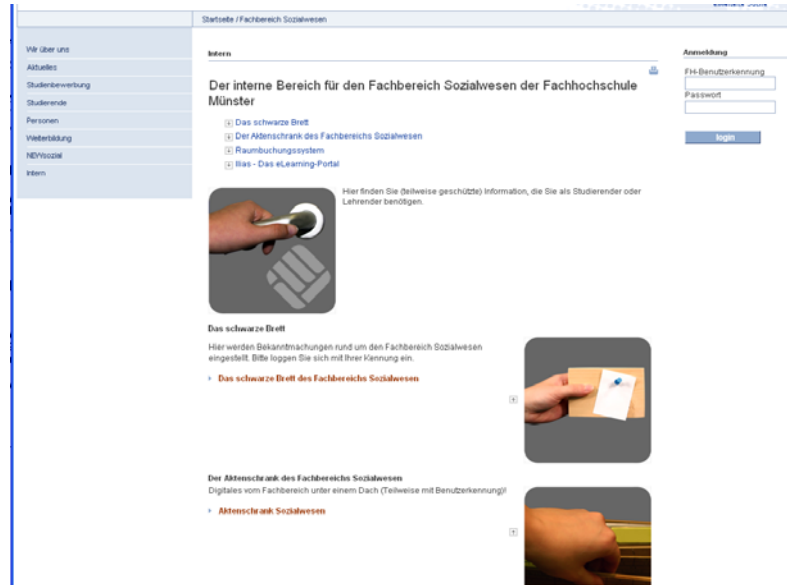 Startseite / Fachbereich Sozialwesen
Wir über uns
Aktuelles
Studienbewerbung
Studierende
Personen
Weiterbildung
NEWsozial
Intern
Intern
Der interne Bereich für den Fachbereich Sozialwesen der Fachhochschule
Münster
Das schwarze Brett
Der Aktenschrank des Fachbereichs Sozialwesen
Raumbuchungssystem
Ilias - Das eLearning-Portal
Hier finden Sie (teilweise geschützte) Information, die Sie als Studierender oder
Lehrender benötigen.
Das schwarze Brett
Hier werden Bekanntmachungen rund um den Fachbereich Sozialwesen
eingestellt. Bitte loggen Sie sich mit Ihrer Kennung ein.
Das schwarze Brett des Fachbereichs Sozialwesen
Der Aktenschrank des Fachbereichs Sozialwesen
Digitales vom Fachbereich unter einem Dach (Teilweise mit Benutzerkennung)!
Aktenschrank Sozialwesen
Anmeldung
FH-Benutzerkennung
Passwort
login